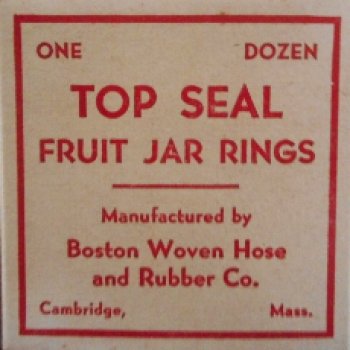 ONE DOZEN
TOP SEAL
FRUIT JAR RINGS
Manufactured by
Boston Woven Hose
and Rubber Co.
Cambridge, Mass.